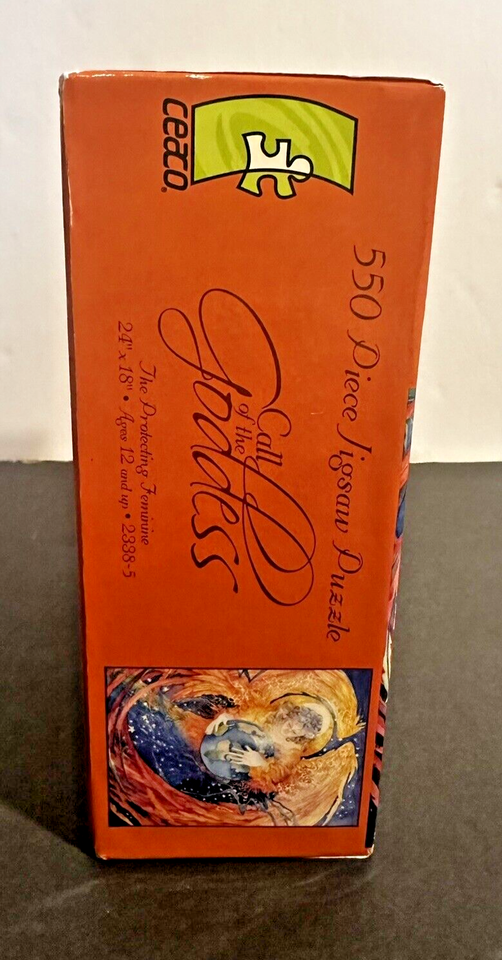 ceaco®
550 Piece Jigsaw Puzzle
Call
of the
Goddess
The Protecting Feminine
24" x 18" • Ages 12 and up • 2338-5